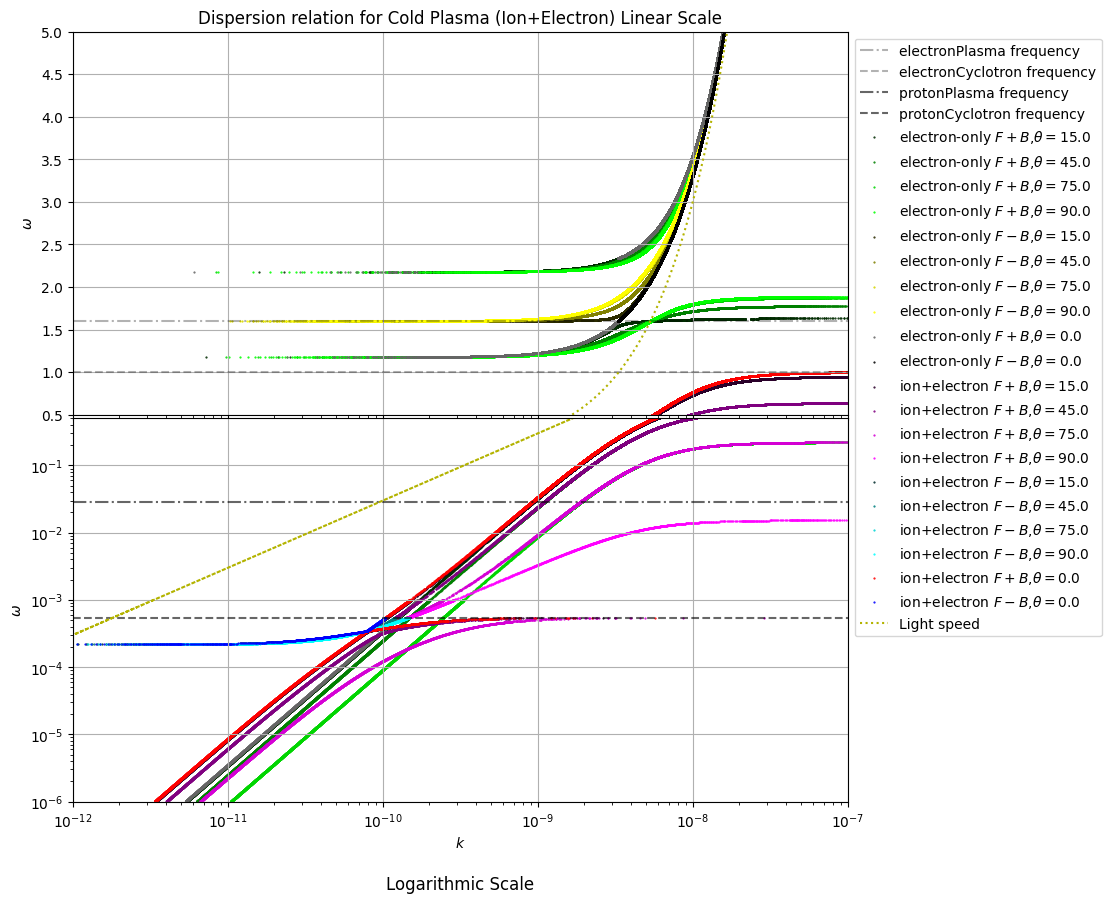 Dispersion relation for Cold Plasma (Ion+Electron) Linear Scale
5.0
4.5
4.0
3.5
3.0
2.5
2.0
1.5
1.0
0.5
ω
10⁻¹
10⁻²
10⁻³
10⁻⁴
10⁻⁵
10⁻⁶
ω
10⁻¹² 10⁻¹¹ 10⁻¹⁰ 10⁻⁹ 10⁻⁸ 10⁻⁷
k
Logarithmic Scale
electronPlasma frequency
electronCyclotron frequency
protonPlasma frequency
protonCyclotron frequency
electron-only F + B,θ = 15.0
electron-only F + B,θ = 45.0
electron-only F + B,θ = 75.0
electron-only F + B,θ = 90.0
electron-only F − B,θ = 15.0
electron-only F − B,θ = 45.0
electron-only F − B,θ = 75.0
electron-only F − B,θ = 90.0
electron-only F + B,θ = 0.0
electron-only F − B,θ = 0.0
ion+electron F + B,θ = 15.0
ion+electron F + B,θ = 45.0
ion+electron F + B,θ = 75.0
ion+electron F + B,θ = 90.0
ion+electron F − B,θ = 15.0
ion+electron F − B,θ = 45.0
ion+electron F − B,θ = 75.0
ion+electron F − B,θ = 90.0
ion+electron F + B,θ = 0.0
ion+electron F − B,θ = 0.0
Light speed